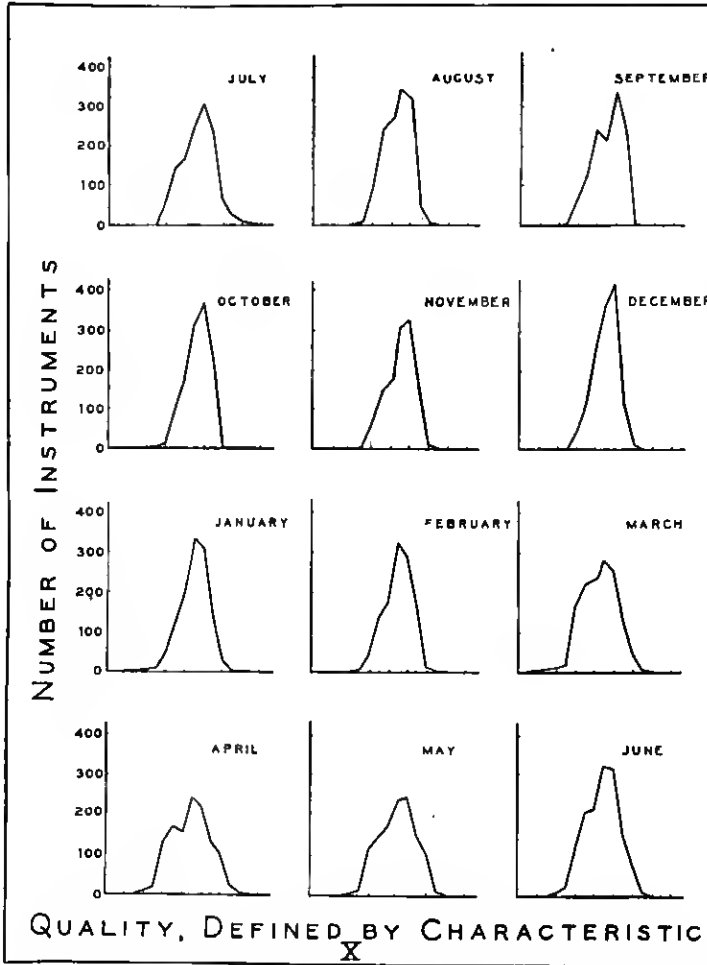 400
300
200
100
0
JULY
AUGUST
SEPTEMBER
400
300
200
100
0
OCTOBER
NOVEMBER
DECEMBER
400
300
200
100
0
JANUARY
FEBRUARY
MARCH
400
300
200
100
0
APRIL
MAY
JUNE
NUMBER OF INSTRUMENTS
QUALITY, DEFINED BY CHARACTERISTIC
X